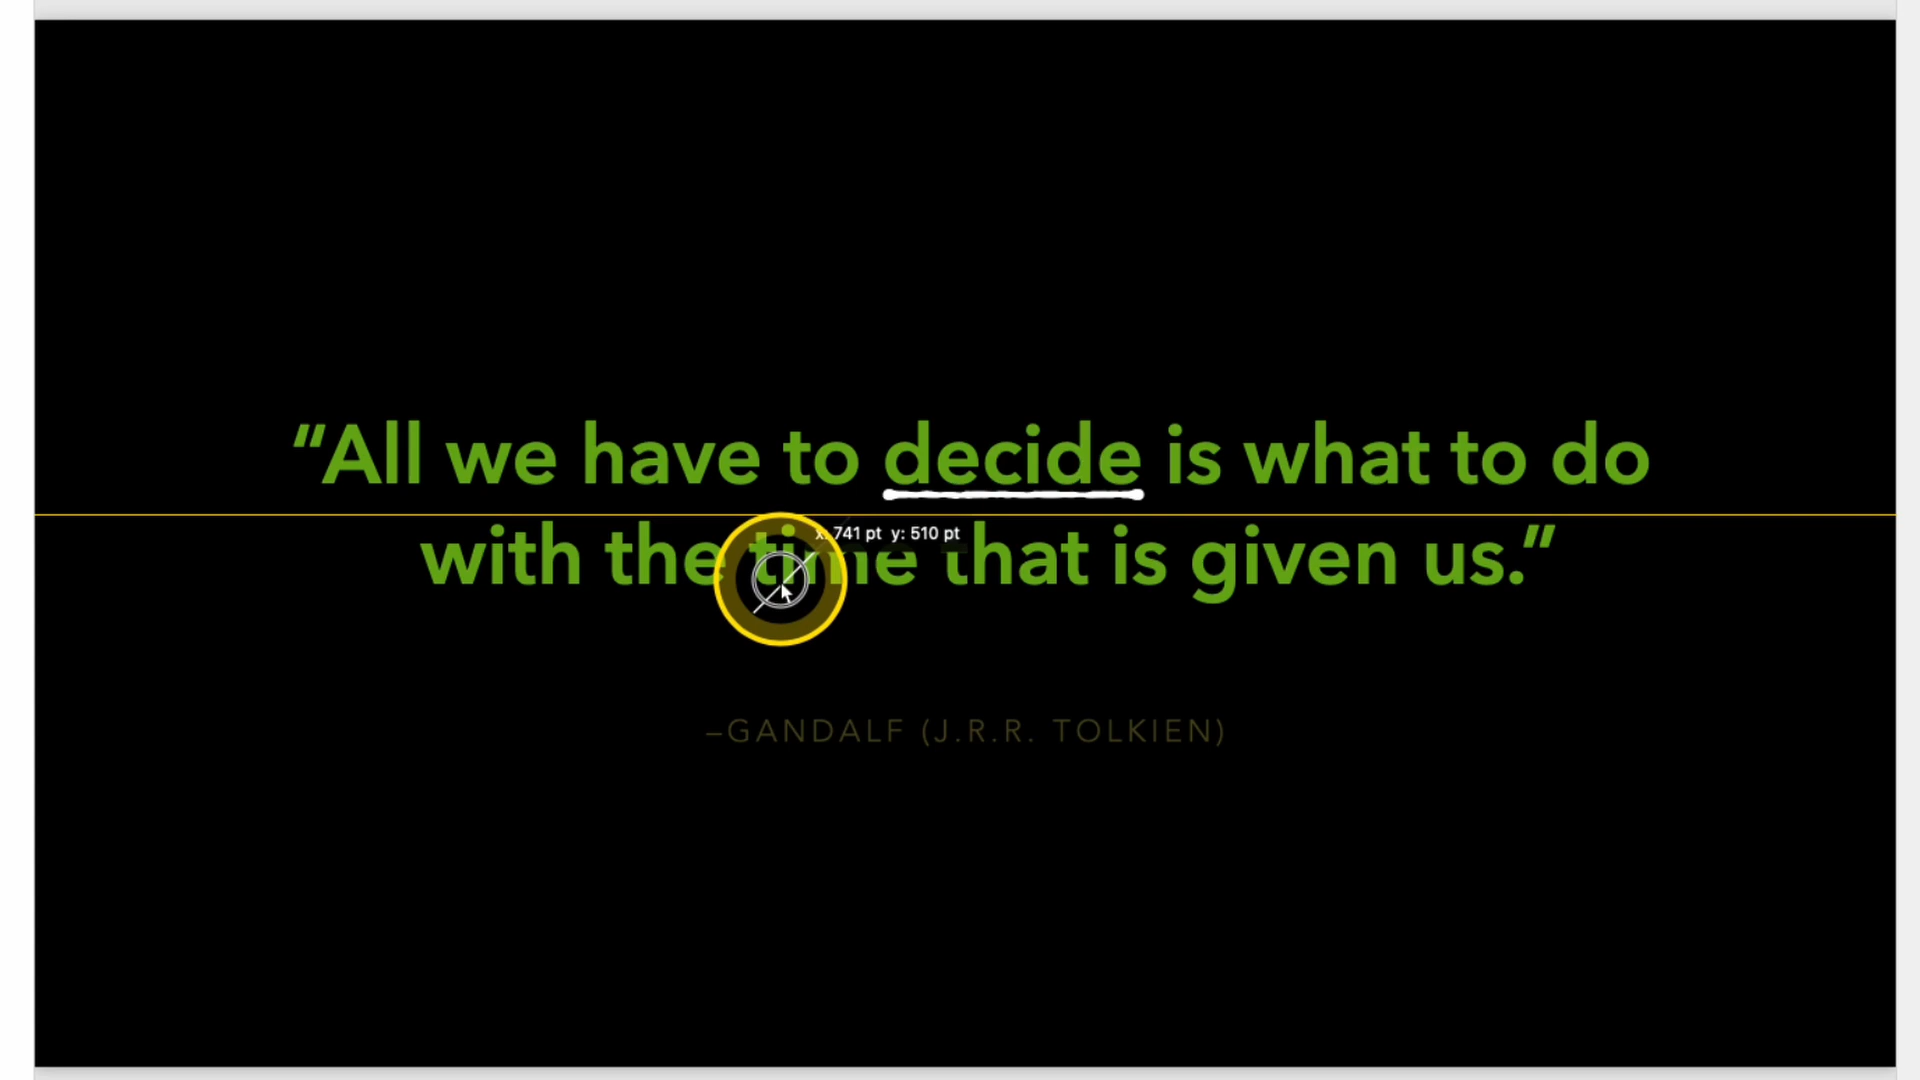 “All we have to decide is what to do
x: 741 pt y: 510 pt
with the time that is given us.”
–GANDALF (J.R.R. TOLKIEN)